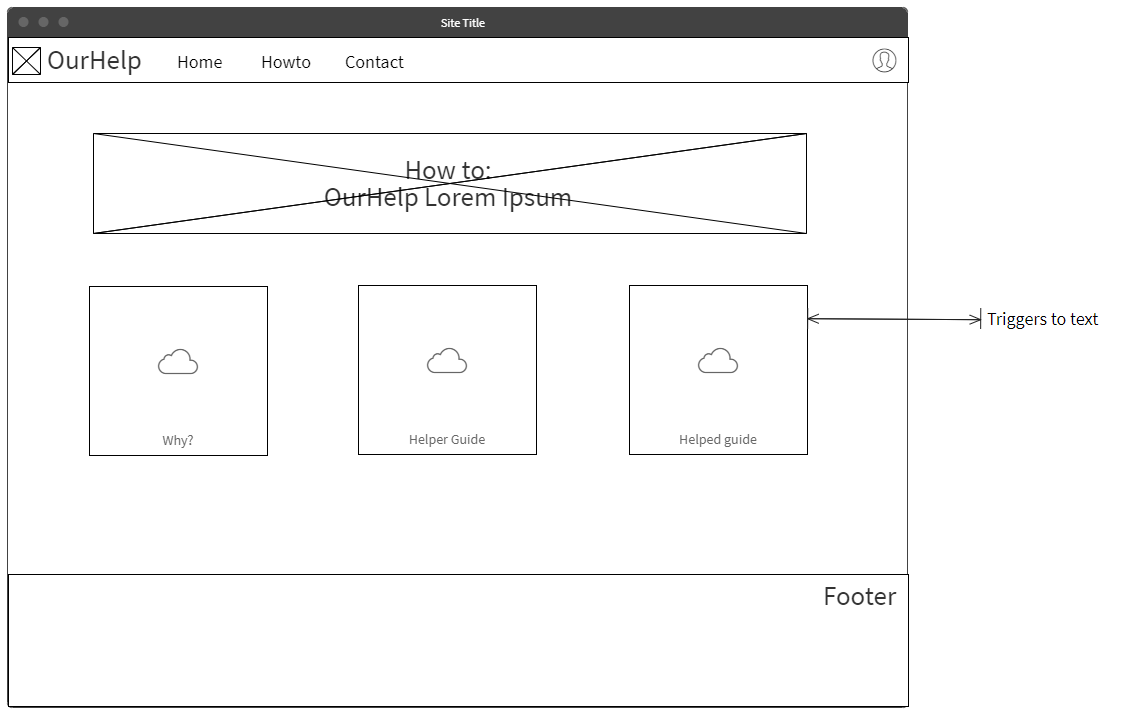 Site Title
OurHelp Home Howto Contact
How to:
OurHelp Lorem Ipsum
Triggers to text
Why? Helper Guide Helped guide
Footer